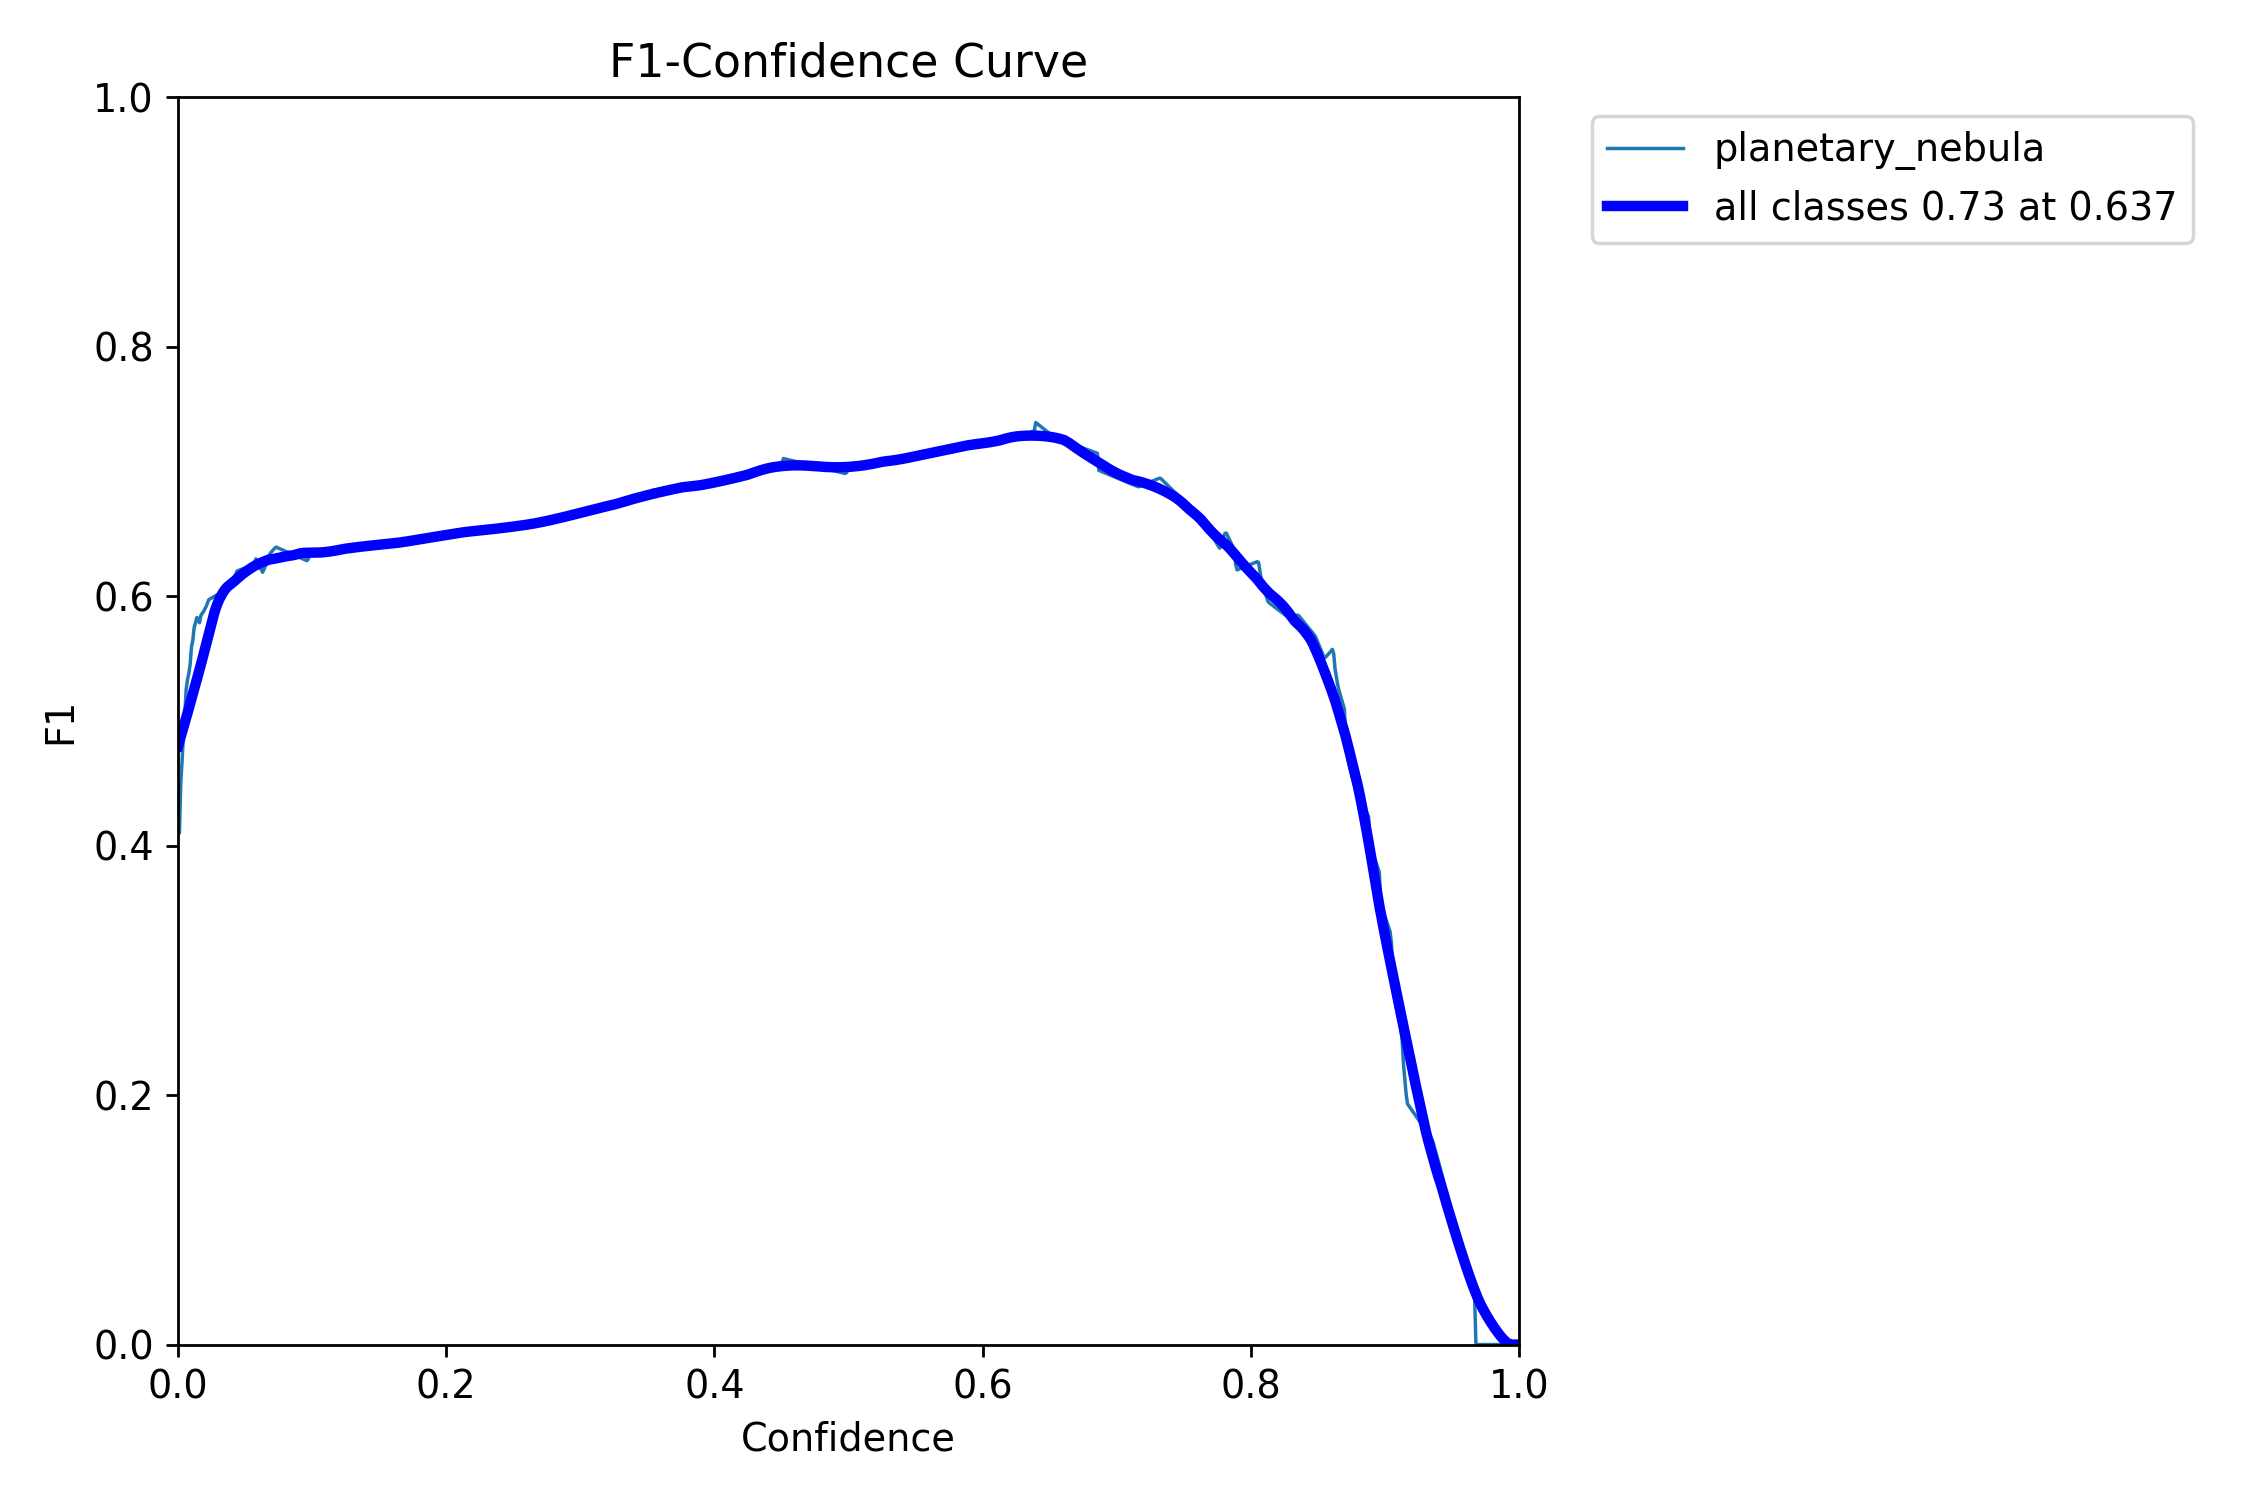 F1-Confidence Curve
1.0
0.8
0.6
0.4
0.2
0.0
F1
0.0 0.2 0.4 0.6 0.8 1.0
Confidence
planetary_nebula
all classes 0.73 at 0.637